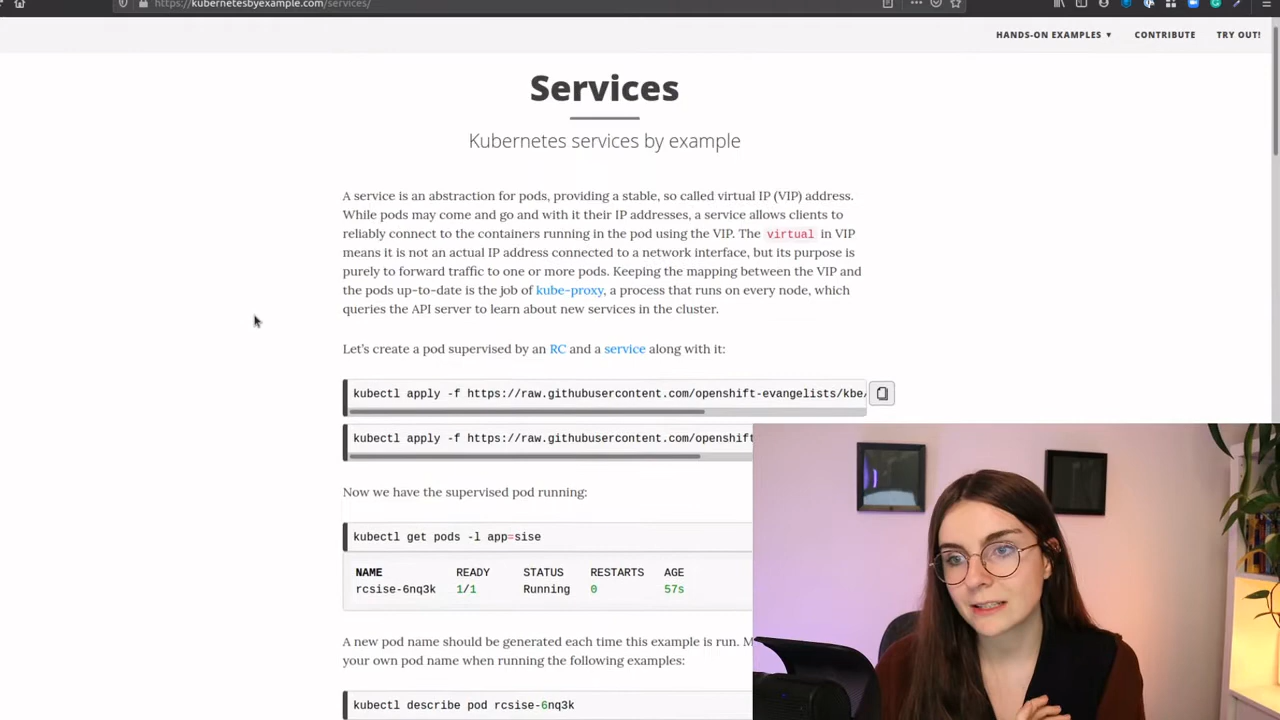 https://kubernetesbyexample.com/services/
HANDS-ON EXAMPLES ▾ CONTRIBUTE TRY OUT!
Services
Kubernetes services by example
A service is an abstraction for pods, providing a stable, so called virtual IP (VIP) address.
While pods may come and go and with it their IP addresses, a service allows clients to
reliably connect to the containers running in the pod using the VIP. The virtual in VIP
means it is not an actual IP address connected to a network interface, but its purpose is
purely to forward traffic to one or more pods. Keeping the mapping between the VIP and
the pods up-to-date is the job of kube-proxy, a process that runs on every node, which
queries the API server to learn about new services in the cluster.
Let's create a pod supervised by an RC and a service along with it:
kubectl apply -f https://raw.githubusercontent.com/openshift-evangelists/kbe/
kubectl apply -f https://raw.githubusercontent.com/openshift
Now we have the supervised pod running:
kubectl get pods -l app=sise
NAME READY STATUS RESTARTS AGE
rcsise-6nq3k 1/1 Running 0 57s
A new pod name should be generated each time this example is run.
your own pod name when running the following examples:
kubectl describe pod rcsise-6nq3k